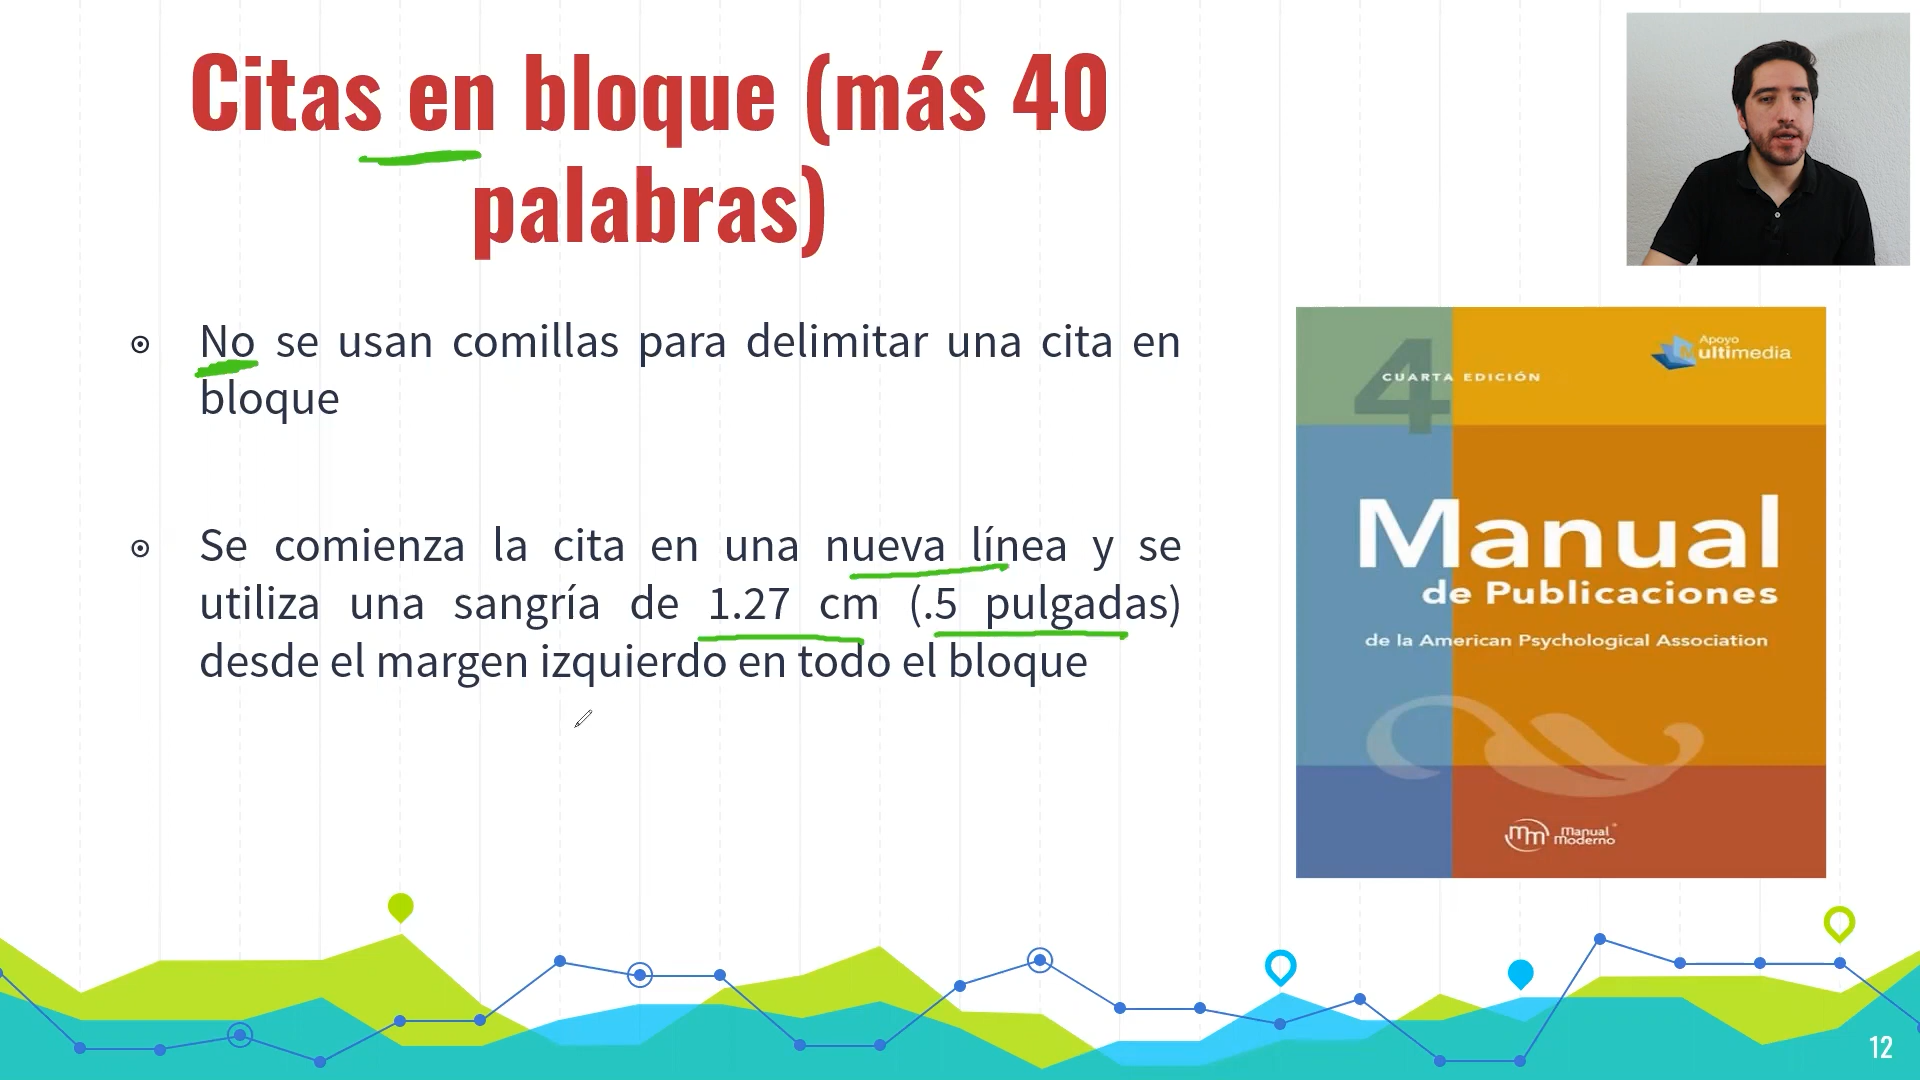 Citas en bloque (más 40
palabras)
No se usan comillas para delimitar una cita en
bloque
Se comienza la cita en una nueva línea y se
utiliza una sangría de 1.27 cm (.5 pulgadas)
desde el margen izquierdo en todo el bloque
Apoyo
Multimedia
4
CUARTA EDICIÓN
Manual
de Publicaciones
de la American Psychological Association
mm Manual
Moderno
12